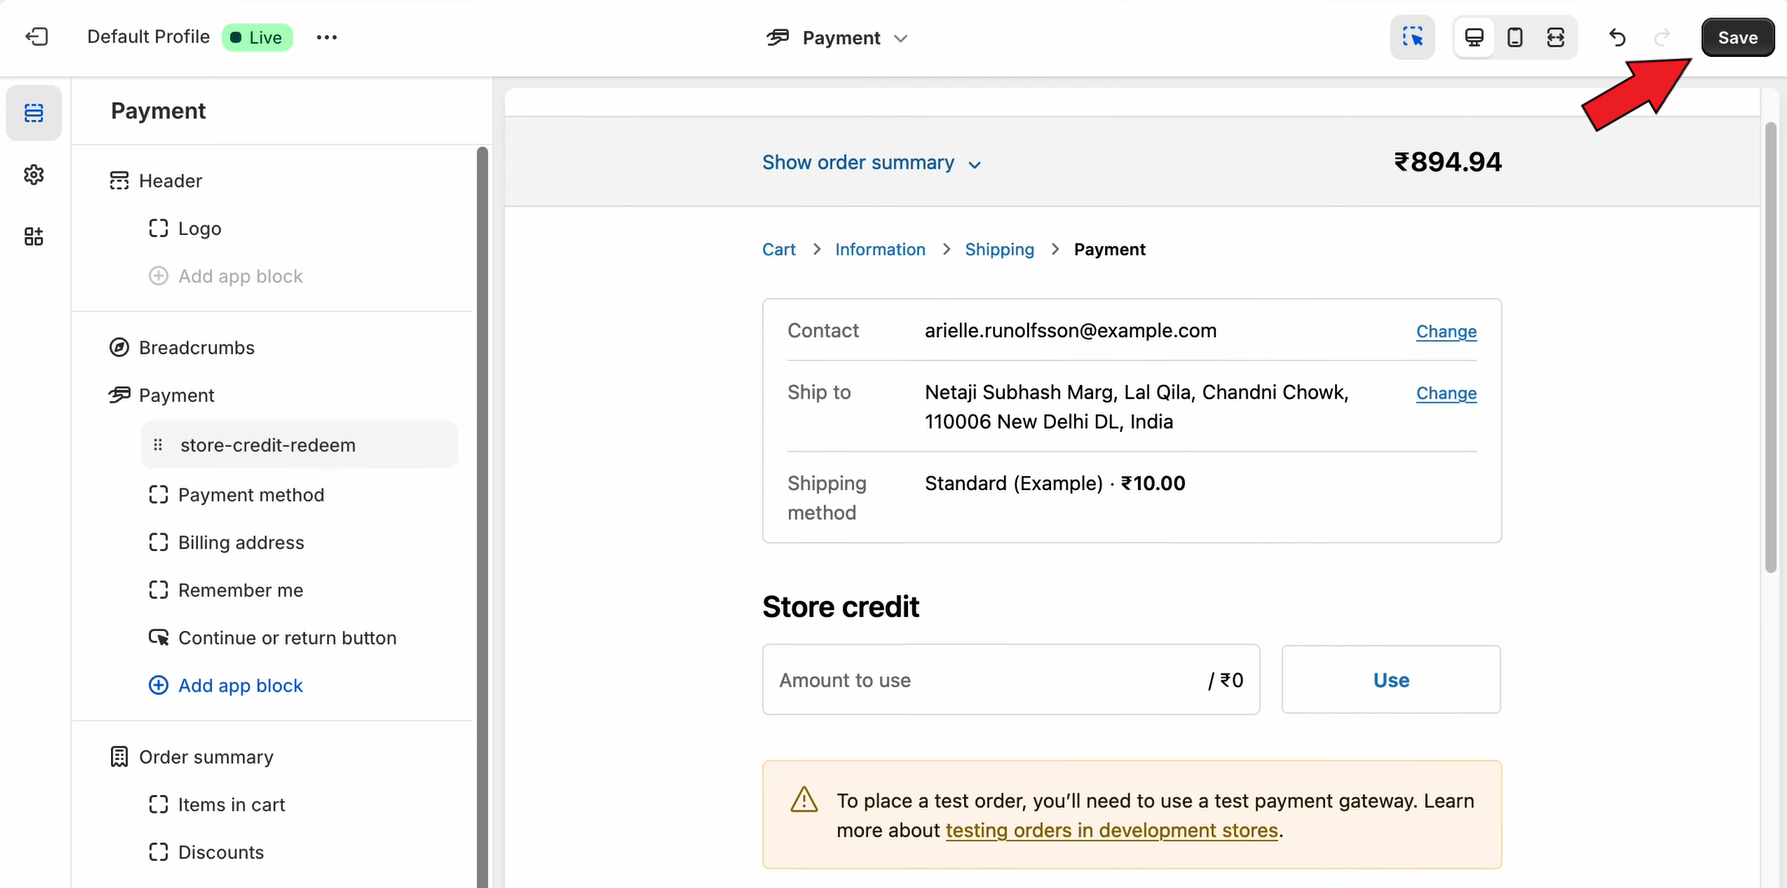 Default Profile
Live
Payment
Save
Payment
Header
Logo
Add app block
Breadcrumbs
Payment
store-credit-redeem
Payment method
Billing address
Remember me
Continue or return button
Add app block
Order summary
Items in cart
Discounts
Show order summary
₹894.94
Cart > Information > Shipping > Payment
Contact arielle.runolfsson@example.com Change
Ship to Netaji Subhash Marg, Lal Qila, Chandni Chowk, Change
110006 New Delhi DL, India
Shipping Standard (Example) · ₹10.00
method
Store credit
Amount to use / ₹0
Use
To place a test order, you’ll need to use a test payment gateway. Learn
more about testing orders in development stores.